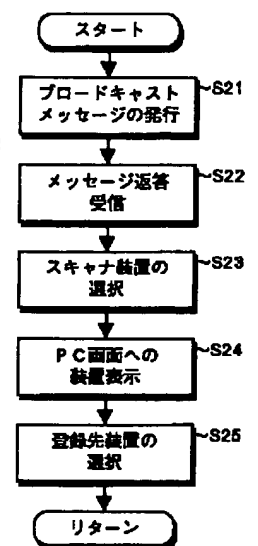 スタート
ブロードキャスト
メッセージの発行
S21
メッセージ返答
受信
S22
スキャナ装置の
選択
S23
PC画面への
装置表示
S24
登録先装置の
選択
S25
リターン